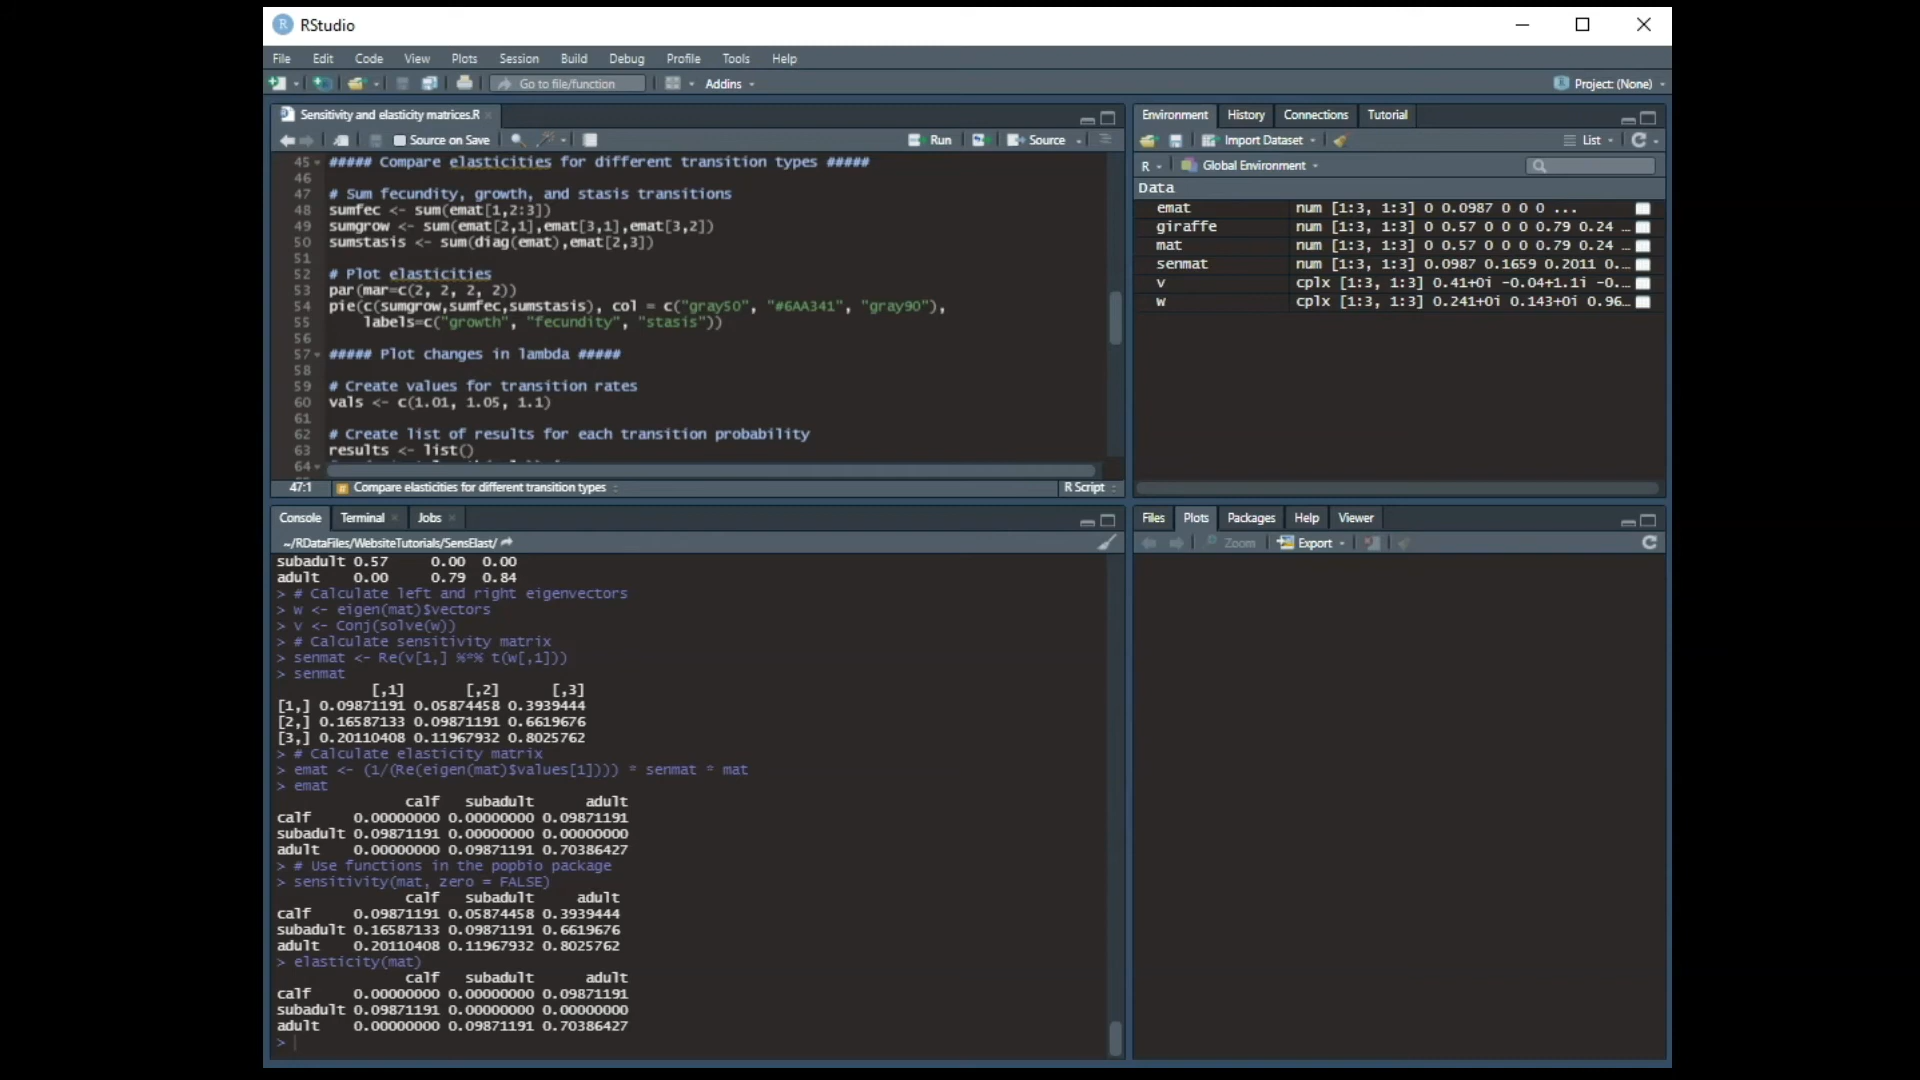 RStudio
File Edit Code View Plots Session Build Debug Profile Tools Help
Go to file/function Addins Project: (None)
Sensitivity and elasticity matrices.R
Source on Save Run Source
45 ##### Compare elasticities for different transition types #####
46
47 # Sum fecundity, growth, and stasis transitions
48 sumfec <- sum(emat[1,2:3])
49 sumgrow <- sum(emat[2,1],emat[3,1],emat[3,2])
50 sumstasis <- sum(diag(emat),emat[2,3])
51
52 # Plot elasticities
53 par(mar=c(2, 2, 2, 2))
54 pie(c(sumgrow,sumfec,sumstasis), col = c("gray50", "#6AA341", "gray90"),
55 labels=c("growth", "fecundity", "stasis"))
56
57 ##### Plot changes in lambda #####
58
59 # Create values for transition rates
60 vals <- c(1.01, 1.05, 1.1)
61
62 # Create list of results for each transition probability
63 results <- list()
64
47:1 Compare elasticities for different transition types R Script
Console Terminal Jobs
~/RDataFiles/WebsiteTutorials/SensElast/
subadult 0.57 0.00 0.00
adult 0.00 0.79 0.84
> # Calculate left and right eigenvectors
> w <- eigen(mat)$vectors
> v <- Conj(solve(w))
> # Calculate sensitivity matrix
> senmat <- Re(v[1,] %*% t(w[,1]))
> senmat
[,1] [,2] [,3]
[1,] 0.09871191 0.05874458 0.3939444
[2,] 0.16587133 0.09871191 0.6619676
[3,] 0.20110408 0.11967932 0.8025762
> # Calculate elasticity matrix
> emat <- (1/(Re(eigen(mat)$values[1]))) * senmat * mat
> emat
calf subadult adult
calf 0.00000000 0.00000000 0.09871191
subadult 0.09871191 0.00000000 0.00000000
adult 0.00000000 0.09871191 0.70386427
> # Use functions in the popbio package
> sensitivity(mat, zero = FALSE)
calf subadult adult
calf 0.09871191 0.05874458 0.3939444
subadult 0.16587133 0.09871191 0.6619676
adult 0.20110408 0.11967932 0.8025762
> elasticity(mat)
calf subadult adult
calf 0.00000000 0.00000000 0.09871191
subadult 0.09871191 0.00000000 0.00000000
adult 0.00000000 0.09871191 0.70386427
>
Environment History Connections Tutorial
Import Dataset List
R Global Environment
Data
emat num [1:3, 1:3] 0 0.0987 0 0 0 ...
giraffe num [1:3, 1:3] 0 0.57 0 0 0.79 0.24 …
mat num [1:3, 1:3] 0 0.57 0 0 0.79 0.24 …
senmat num [1:3, 1:3] 0.0987 0.1659 0.2011 0.…
v cplx [1:3, 1:3] 0.41+0i -0.04+1.1i -0.…
w cplx [1:3, 1:3] 0.241+0i 0.143+0i 0.96…
Files Plots Packages Help Viewer
Zoom Export